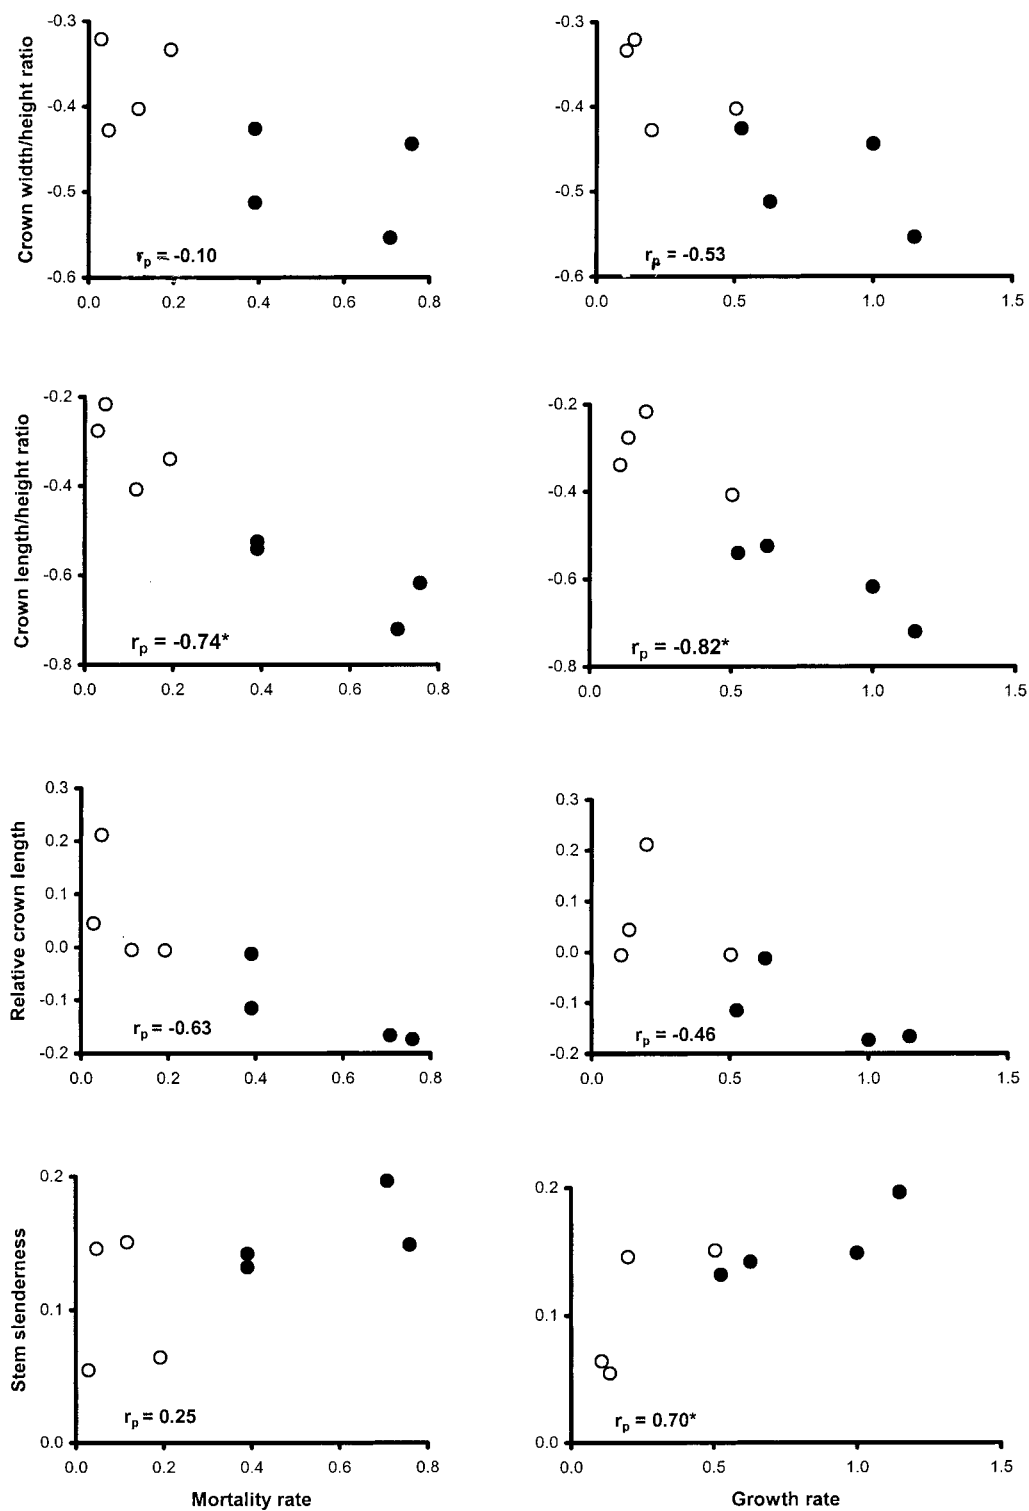 Crown width/height ratio
-0.3
-0.4
-0.5
-0.6
rp = -0.10
0.0 0.2 0.4 0.6 0.8
-0.3
-0.4
-0.5
-0.6
rp = -0.53
0.0 0.5 1.0 1.5
Crown length/height ratio
-0.2
-0.4
-0.6
-0.8
rp = -0.74*
0.0 0.2 0.4 0.6 0.8
-0.2
-0.4
-0.6
-0.8
rp = -0.82*
0.0 0.5 1.0 1.5
Relative crown length
0.3
0.2
0.1
0.0
-0.1
-0.2
rp = -0.63
0.0 0.2 0.4 0.6 0.8
0.3
0.2
0.1
0.0
-0.1
-0.2
rp = -0.46
0.0 0.5 1.0 1.5
Stem slenderness
0.2
0.1
0.0
rp = 0.25
0.0 0.2 0.4 0.6 0.8
Mortality rate
0.2
0.1
0.0
rp = 0.70*
0.0 0.5 1.0 1.5
Growth rate